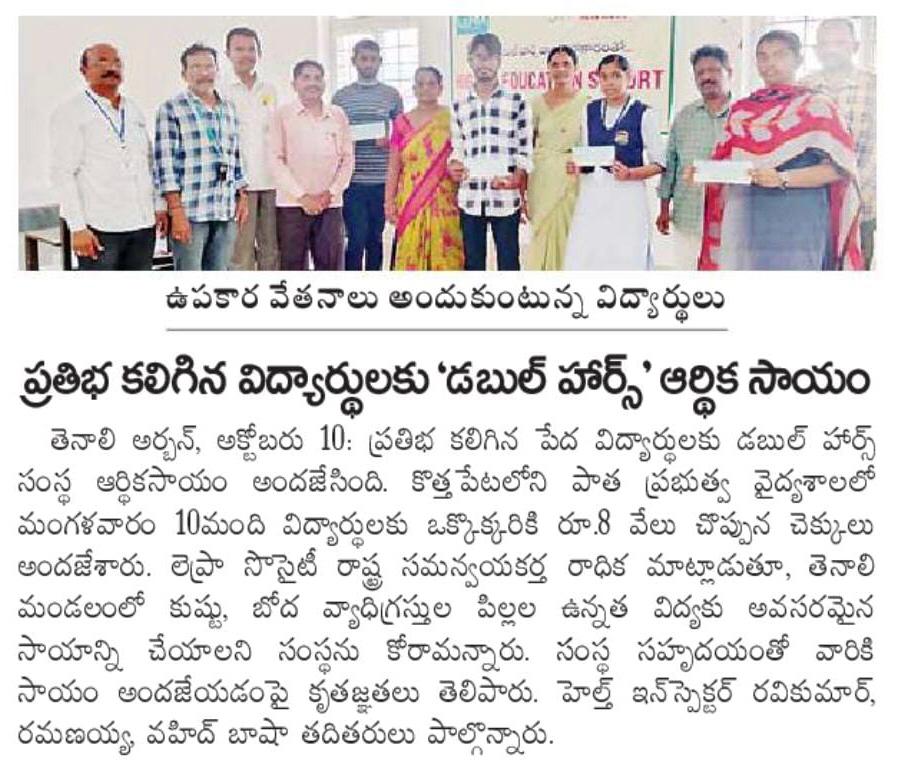 EDUCATION SUPPORT
ఉపకార వేతనాలు అందుకుంటున్న విద్యార్థులు
ప్రతిభ కలిగిన విద్యార్థులకు ‘డబుల్ హార్స్’ ఆర్థిక సాయం
తెనాలి అర్బన్, అక్టోబరు 10: ప్రతిభ కలిగిన పేద విద్యార్థులకు డబుల్ హార్స్
సంస్థ ఆర్థికసాయం అందజేసింది. కొత్తపేటలోని పాత ప్రభుత్వ వైద్యశాలలో
మంగళవారం 10మంది విద్యార్థులకు ఒక్కొక్కరికి రూ.8 వేలు చొప్పున చెక్కులు
అందజేశారు. లెప్రా సొసైటీ రాష్ట్ర సమన్వయకర్త రాధిక మాట్లాడుతూ, తెనాలి
మండలంలో కుష్టు, బోద వ్యాధిగ్రస్తుల పిల్లల ఉన్నత విద్యకు అవసరమైన
సాయాన్ని చేయాలని సంస్థను కోరామన్నారు. సంస్థ సహృదయంతో వారికి
సాయం అందజేయడంపై కృతజ్ఞతలు తెలిపారు. హెల్త్ ఇన్‌స్పెక్టర్ రవికుమార్,
రమణయ్య, వహిద్ బాషా తదితరులు పాల్గొన్నారు.